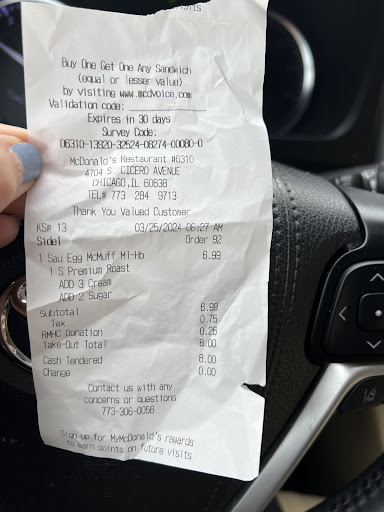 Buy One Get One Any Sandwich
(equal or lesser value)
by visiting www.mcdvoice.com
Validation code:
Expires in 30 days
Survey Code:
06310-13920-32524-08274-00080-0
McDonald's Restaurant #6310
4704 S. CICERO AVENUE
CHICAGO,IL 60638
TEL# 773 284 9713
Thank You Valued Customer
KS# 13 03/25/2024 08:27 AM
Side1 Order 92
1 Sau Egg McMuff Ml-Hb 6.99
1 S Premium Roast
ADD 3 Cream
ADD 2 Sugar
Subtotal 6.99
Tax 0.75
RMHC Donation 0.26
Take-Out Total 8.00
Cash Tendered 8.00
Change 0.00
Contact us with any
concerns or questions
773-306-0056
Sign up for MyMcDonald's rewards
to earn points on future visits